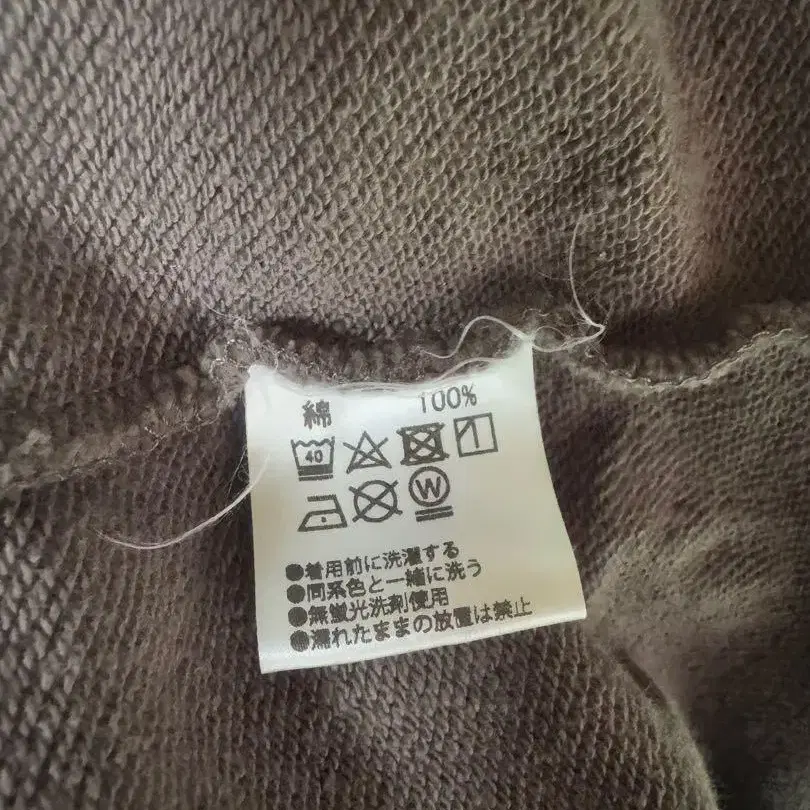 綿 100%
40
W
●着用前に洗濯する
●同系色と一緒に洗う
●無蛍光洗剤使用
●濡れたままの放置は禁止